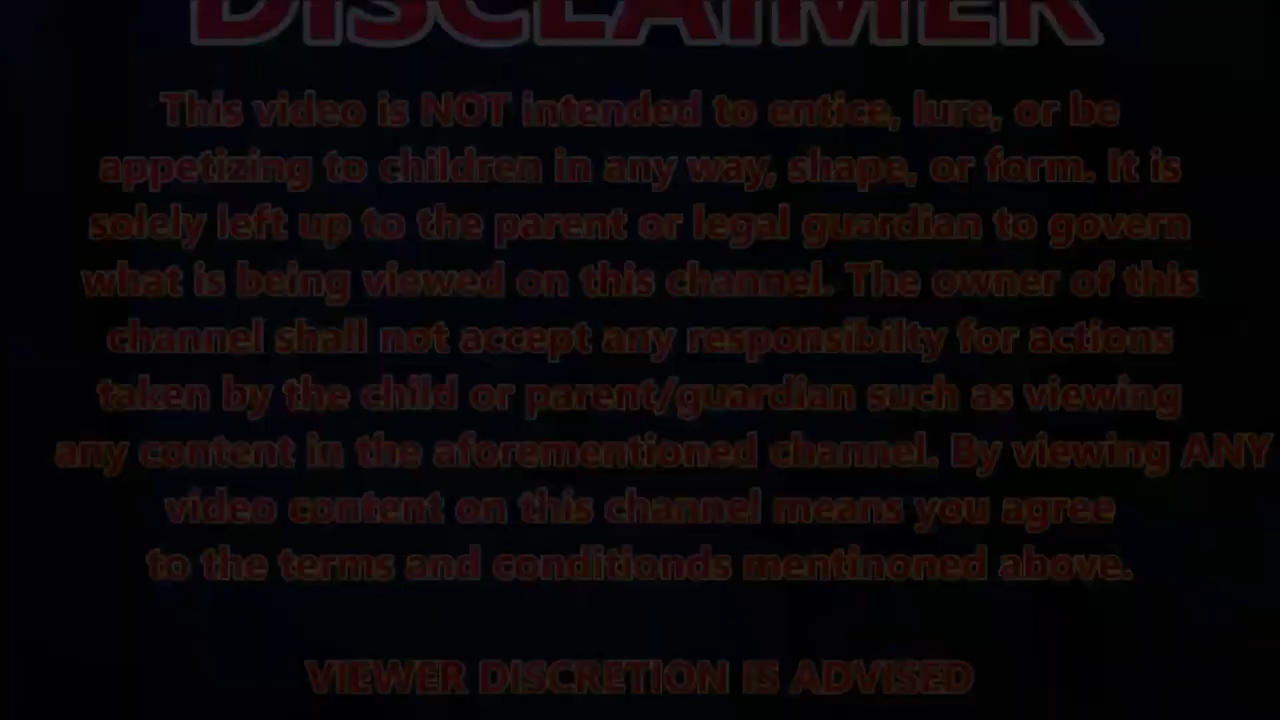 DISCLAIMER
This video is NOT intended to entice, lure, or be
appetizing to children in any way, shape, or form. It is
solely left up to the parent or legal guardian to govern
what is being viewed on this channel. The owner of this
channel shall not accept any responsibilty for actions
taken by the child or parent/guardian such as viewing
any content in the aforementioned channel. By viewing ANY
video content on this channel means you agree
to the terms and conditionds mentinoned above.
VIEWER DISCRETION IS ADVISED